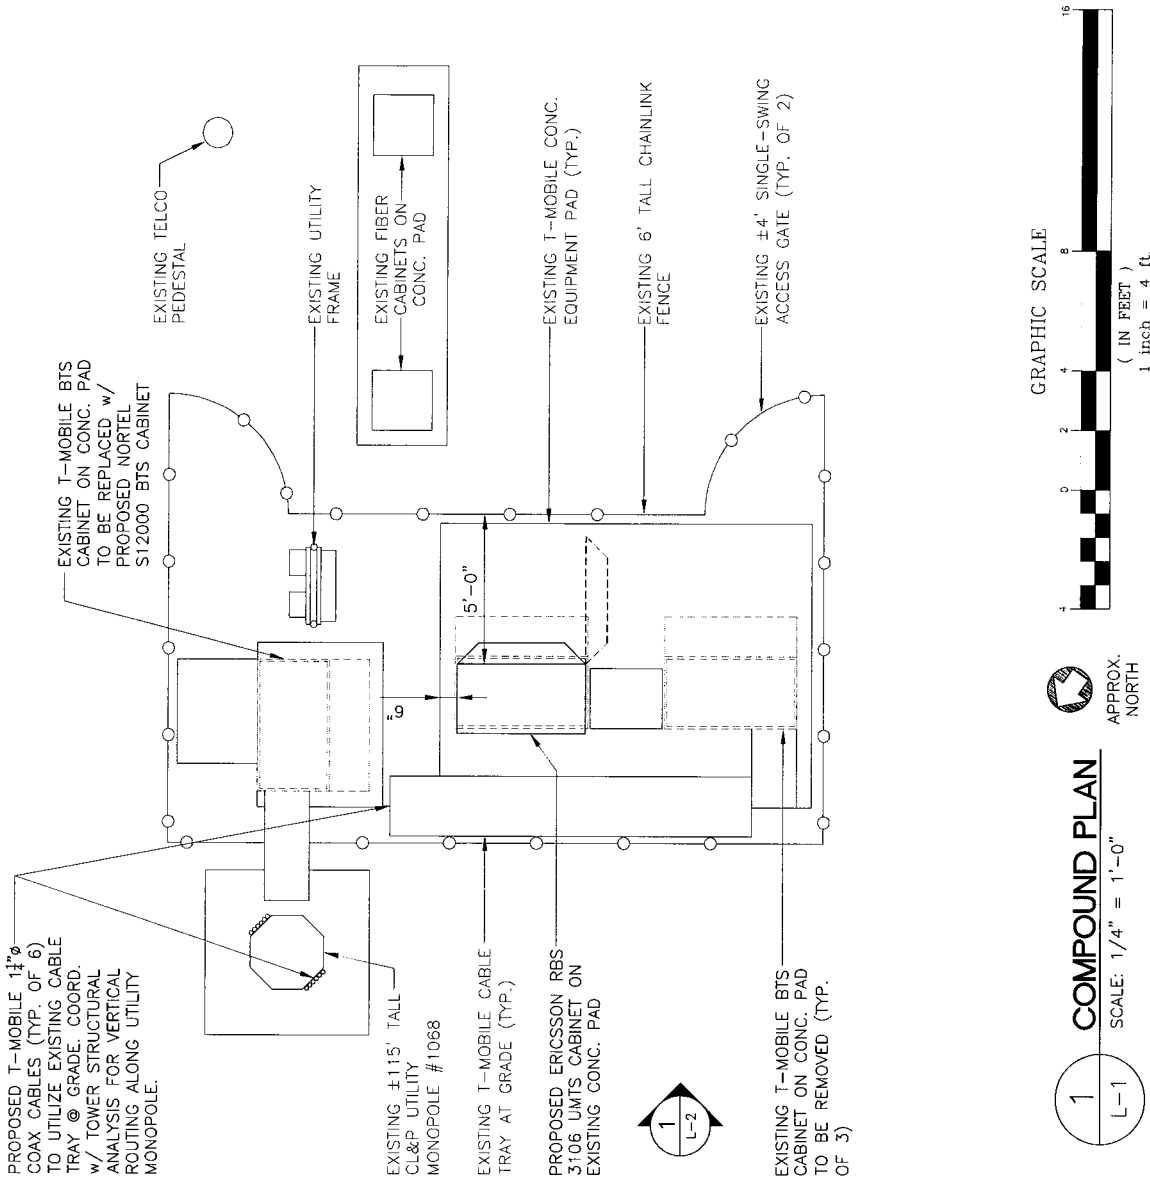 PROPOSED T-MOBILE 1¼"ø
COAX CABLES (TYP. OF 6)
TO UTILIZE EXISTING CABLE
TRAY @ GRADE. COORD.
w/ TOWER STRUCTURAL
ANALYSIS FOR VERTICAL
ROUTING ALONG UTILITY
MONOPOLE.
EXISTING T-MOBILE BTS
CABINET ON CONC. PAD
TO BE REPLACED w/
PROPOSED NORTEL
S12000 BTS CABINET
EXISTING TELCO
PEDESTAL
EXISTING UTILITY
FRAME
EXISTING FIBER
CABINETS ON
CONC. PAD
EXISTING T-MOBILE CONC.
EQUIPMENT PAD (TYP.)
EXISTING 6' TALL CHAINLINK
FENCE
EXISTING ±4' SINGLE-SWING
ACCESS GATE (TYP. OF 2)
5'-0"
6"
EXISTING ±115' TALL
CL&P UTILITY
MONOPOLE #1068
EXISTING T-MOBILE CABLE
TRAY AT GRADE (TYP.)
PROPOSED ERICSSON RBS
3106 UMTS CABINET ON
EXISTING CONC. PAD
1
L-2
EXISTING T-MOBILE BTS
CABINET ON CONC. PAD
TO BE REMOVED (TYP.
OF 3)
1
L-1
COMPOUND PLAN
SCALE: 1/4" = 1'-0"
APPROX.
NORTH
GRAPHIC SCALE
4 0 2 4 8 16
( IN FEET )
1 inch = 4 ft.